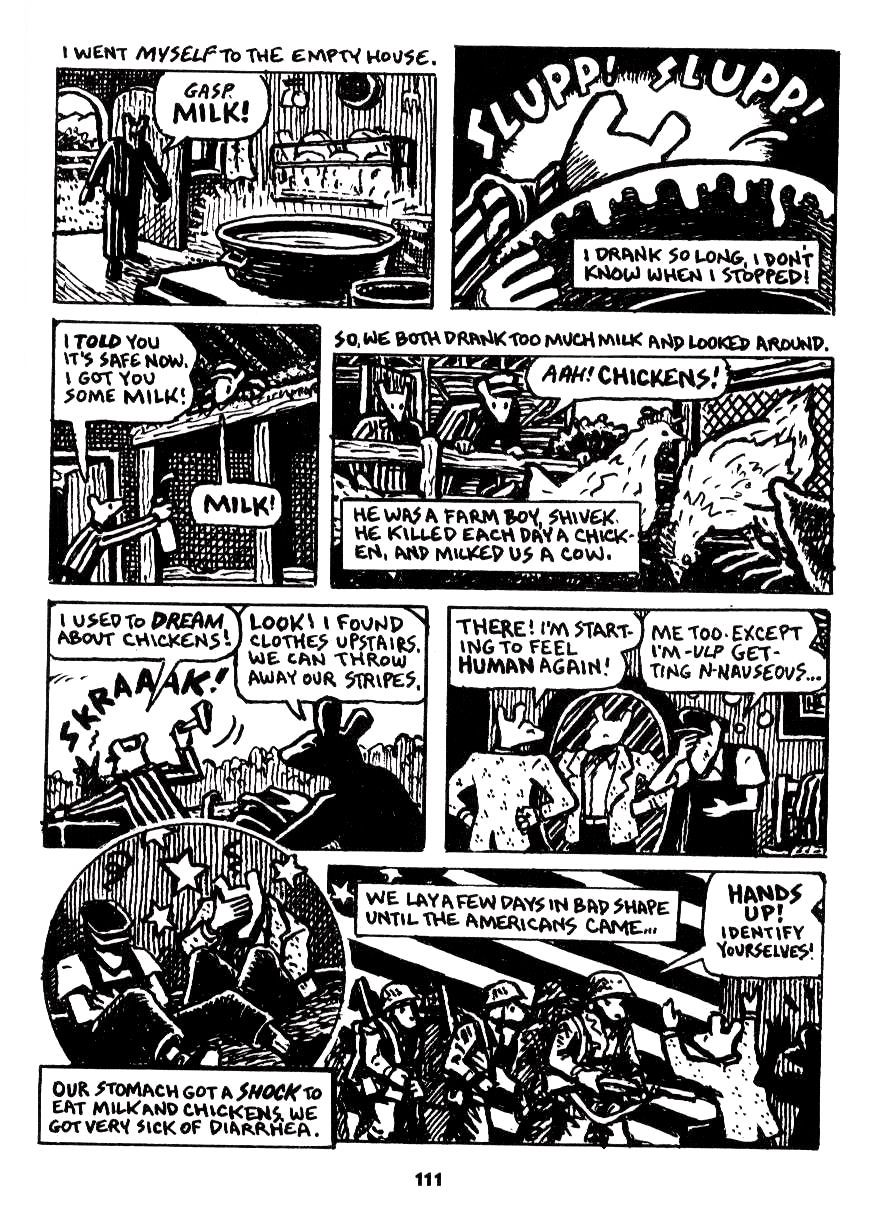 I WENT MYSELF TO THE EMPTY HOUSE.
GASP.
MILK!
SLUPP! SLUPP!
I DRANK SO LONG, I DON'T
KNOW WHEN I STOPPED!
I TOLD YOU
IT'S SAFE NOW.
I GOT YOU
SOME MILK!
MILK!
SO, WE BOTH DRANK TOO MUCH MILK AND LOOKED AROUND.
AAH! CHICKENS!
HE WAS A FARM BOY, SHIVEK.
HE KILLED EACH DAY A CHICK-
EN, AND MILKED US A COW.
I USED TO DREAM
ABOUT CHICKENS!
SKRAAAK!
LOOK! I FOUND
CLOTHES UPSTAIRS.
WE CAN THROW
AWAY OUR STRIPES.
THERE! I'M START-
ING TO FEEL
HUMAN AGAIN!
ME TOO. EXCEPT
I'M -ULP GET-
TING N-NAUSEOUS...
OUR STOMACH GOT A SHOCK TO
EAT MILK AND CHICKENS. WE
GOT VERY SICK OF DIARRHEA.
WE LAY A FEW DAYS IN BAD SHAPE
UNTIL THE AMERICANS CAME...
HANDS
UP!
IDENTIFY
YOURSELVES!
111